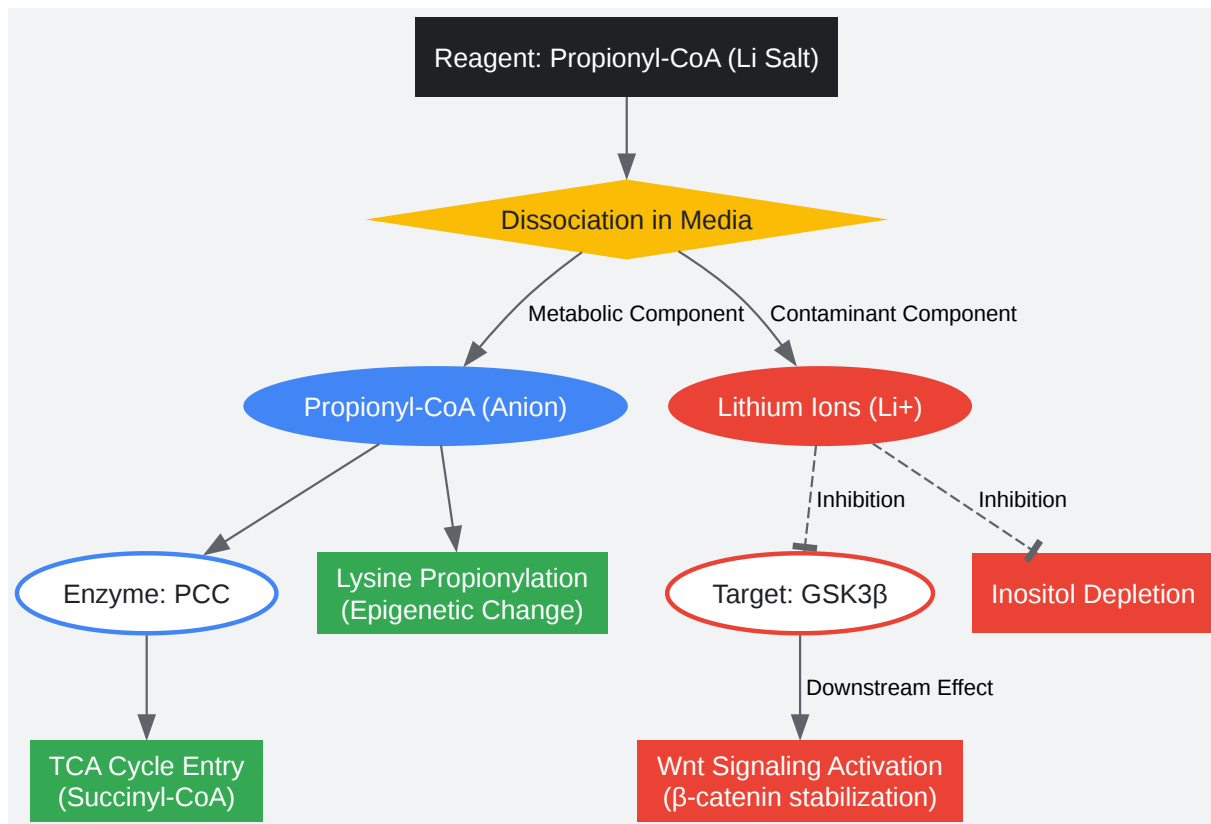 Reagent: Propionyl-CoA (Li Salt)
Dissociation in Media
Metabolic Component
Contaminant Component
Propionyl-CoA (Anion)
Lithium Ions (Li+)
Inhibition
Inhibition
Enzyme: PCC
Lysine Propionylation
(Epigenetic Change)
Target: GSK3β
Inositol Depletion
Downstream Effect
TCA Cycle Entry
(Succinyl-CoA)
Wnt Signaling Activation
(β-catenin stabilization)